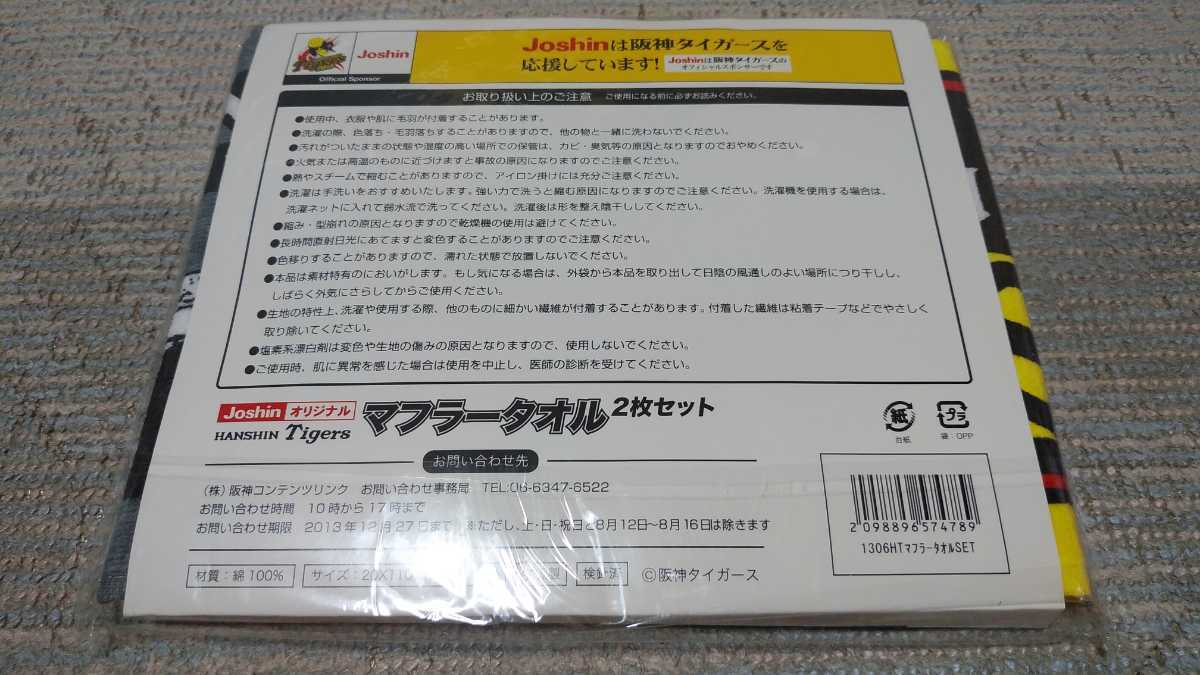 Tigers
Joshin
Official Sponsor
Joshinは阪神タイガースを
応援しています!
Joshinは阪神タイガースの
オフィシャルスポンサーです
お取り扱い上のご注意 ご使用になる前に必ずお読みください。
●使用中、衣服や肌に毛羽が付着することがあります。
●洗濯の際、色落ち・毛羽落ちすることがありますので、他の物と一緒に洗わないでください。
●汚れがついたままの状態や湿度の高い場所での保管は、カビ・臭気等の原因となりますのでおやめください。
●火気または高温のものに近づけますと事故の原因になりますのでご注意ください。
●熱やスチームで縮むことがありますので、アイロン掛けには充分ご注意ください。
●洗濯は手洗いをおすすめいたします。強い力で洗うと縮む原因になりますのでご注意ください。洗濯機を使用する場合は、
洗濯ネットに入れて弱水流で洗ってください。洗濯後は形を整え陰干ししてください。
●縮み・型崩れの原因となりますので乾燥機の使用は避けてください。
●長時間直射日光にあてますと変色することがありますのでご注意ください。
●色移りすることがありますので、濡れた状態で放置しないでください。
●本品は素材特有のにおいがします。もし気になる場合は、外袋から本品を取り出して日陰の風通しのよい場所につり干しし、
しばらく外気にさらしてからご使用ください。
●生地の特性上、洗濯や使用する際、他のものに細かい繊維が付着することがあります。付着した繊維は粘着テープなどでやさしく
取り除いてください。
●塩素系漂白剤は変色や生地の傷みの原因となりますので、使用しないでください。
●ご使用時、肌に異常を感じた場合は使用を中止し、医師の診断を受けてください。
Joshin オリジナル
HANSHIN Tigers
マフラータオル 2枚セット
紙
台紙
プラ
袋:OPP
お問い合わせ先
(株)阪神コンテンツリンク お問い合わせ事務局 TEL:06-6347-6522
お問い合わせ時間 10時から17時まで
お問い合わせ期限 2013年12月27日まで ※ただし、土・日・祝日と8月12日~8月16日は除きます
材質:綿100%
サイズ:20×110
製
検針済
©阪神タイガース
2098896574789
1306HTマフラータオルSET